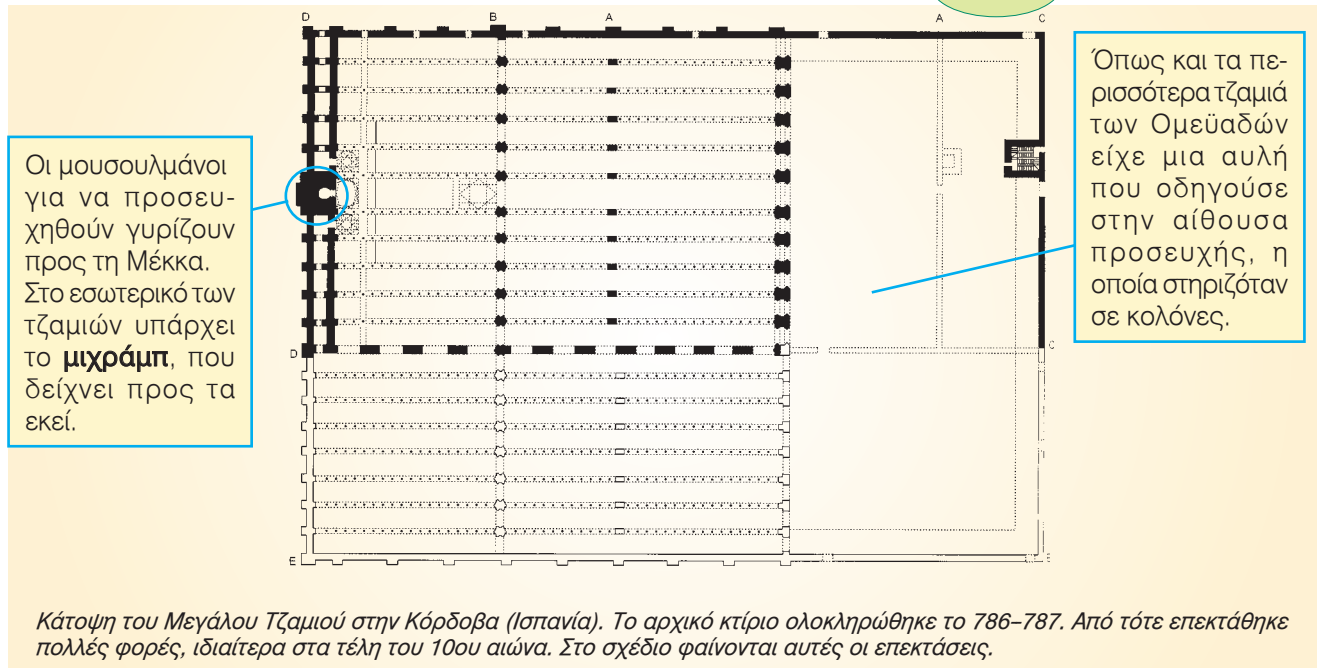 D
B
A
A
C
Όπως και τα πε-
ρισσότερα τζαμιά
των Ομεϋαδών
είχε μια αυλή
που οδηγούσε
στην αίθουσα
προσευχής, η
οποία στηριζόταν
σε κολόνες.
Οι μουσουλμάνοι
για να προσευ-
χηθούν γυρίζουν
προς τη Μέκκα.
Στο εσωτερικό των
τζαμιών υπάρχει
το μιχράμπ, που
δείχνει προς τα
εκεί.
D
C
E
Κάτοψη του Μεγάλου Τζαμιού στην Κόρδοβα (Ισπανία). Το αρχικό κτίριο ολοκληρώθηκε το 786–787. Από τότε επεκτάθηκε
πολλές φορές, ιδιαίτερα στα τέλη του 10ου αιώνα. Στο σχέδιο φαίνονται αυτές οι επεκτάσεις.